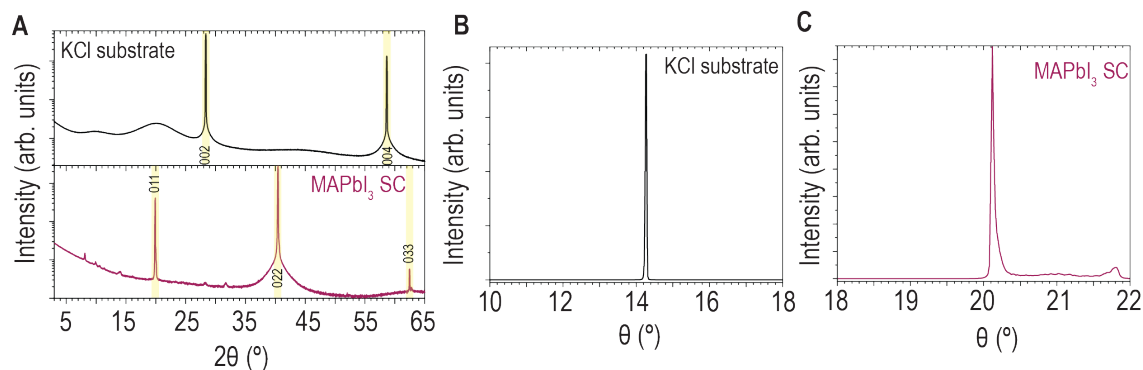 A
KCl substrate
002
004
MAPbI₃ SC
011
022
033
Intensity (arb. units)
5 15 25 35 45 55 65
2θ (º)
B
KCl substrate
Intensity (arb. units)
10 12 14 16 18
θ (º)
C
MAPbI₃ SC
Intensity (arb. units)
18 19 20 21 22
θ (º)